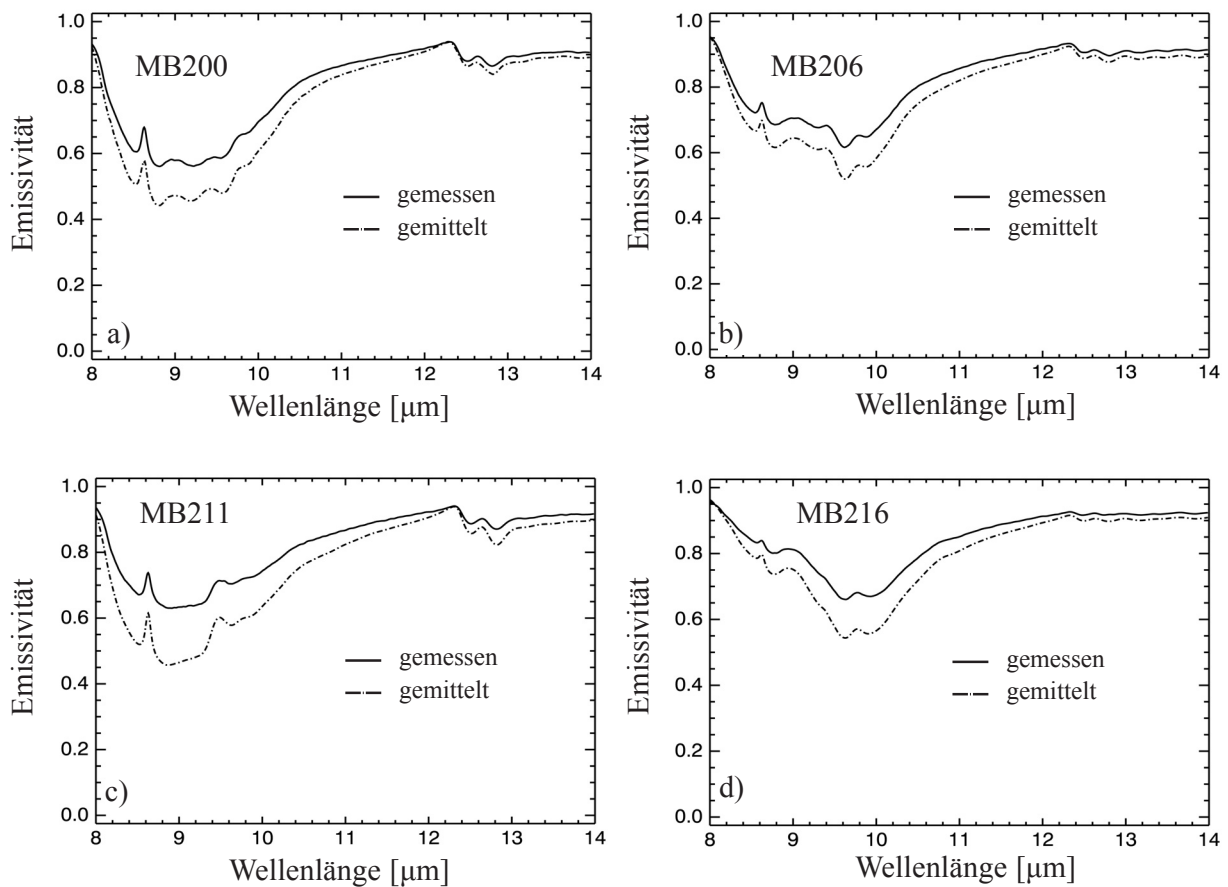 MB200
gemessen
gemittelt
a)
Emissivität
1.0
0.8
0.6
0.4
0.2
0.0
8 9 10 11 12 13 14
Wellenlänge [μm]
MB206
gemessen
gemittelt
b)
Emissivität
1.0
0.8
0.6
0.4
0.2
0.0
8 9 10 11 12 13 14
Wellenlänge [μm]
MB211
gemessen
gemittelt
c)
Emissivität
1.0
0.8
0.6
0.4
0.2
0.0
8 9 10 11 12 13 14
Wellenlänge [μm]
MB216
gemessen
gemittelt
d)
Emissivität
1.0
0.8
0.6
0.4
0.2
0.0
8 9 10 11 12 13 14
Wellenlänge [μm]